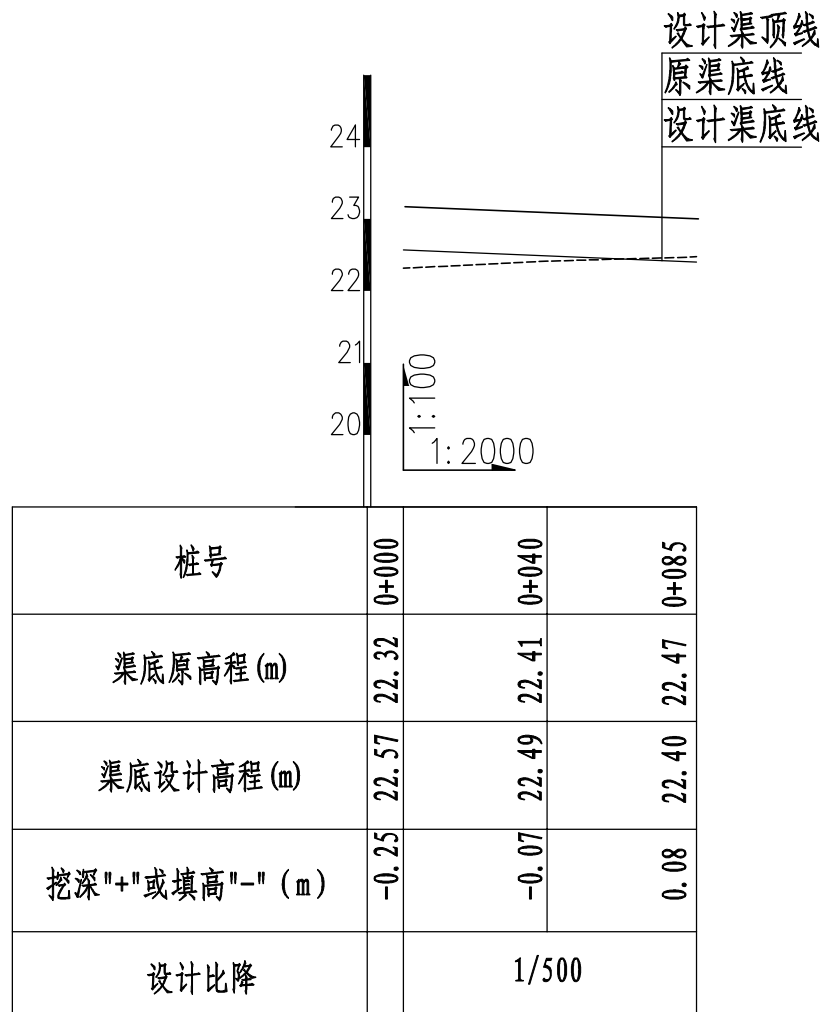 设计渠顶线
原渠底线
设计渠底线
24
23
22
21
20
1:100
1:2000
桩号 0+000 0+040 0+085
渠底原高程(m) 22.32 22.41 22.47
渠底设计高程(m) 22.57 22.49 22.40
挖深"+"或填高"-"(m) -0.25 -0.07 0.08
设计比降 1/500